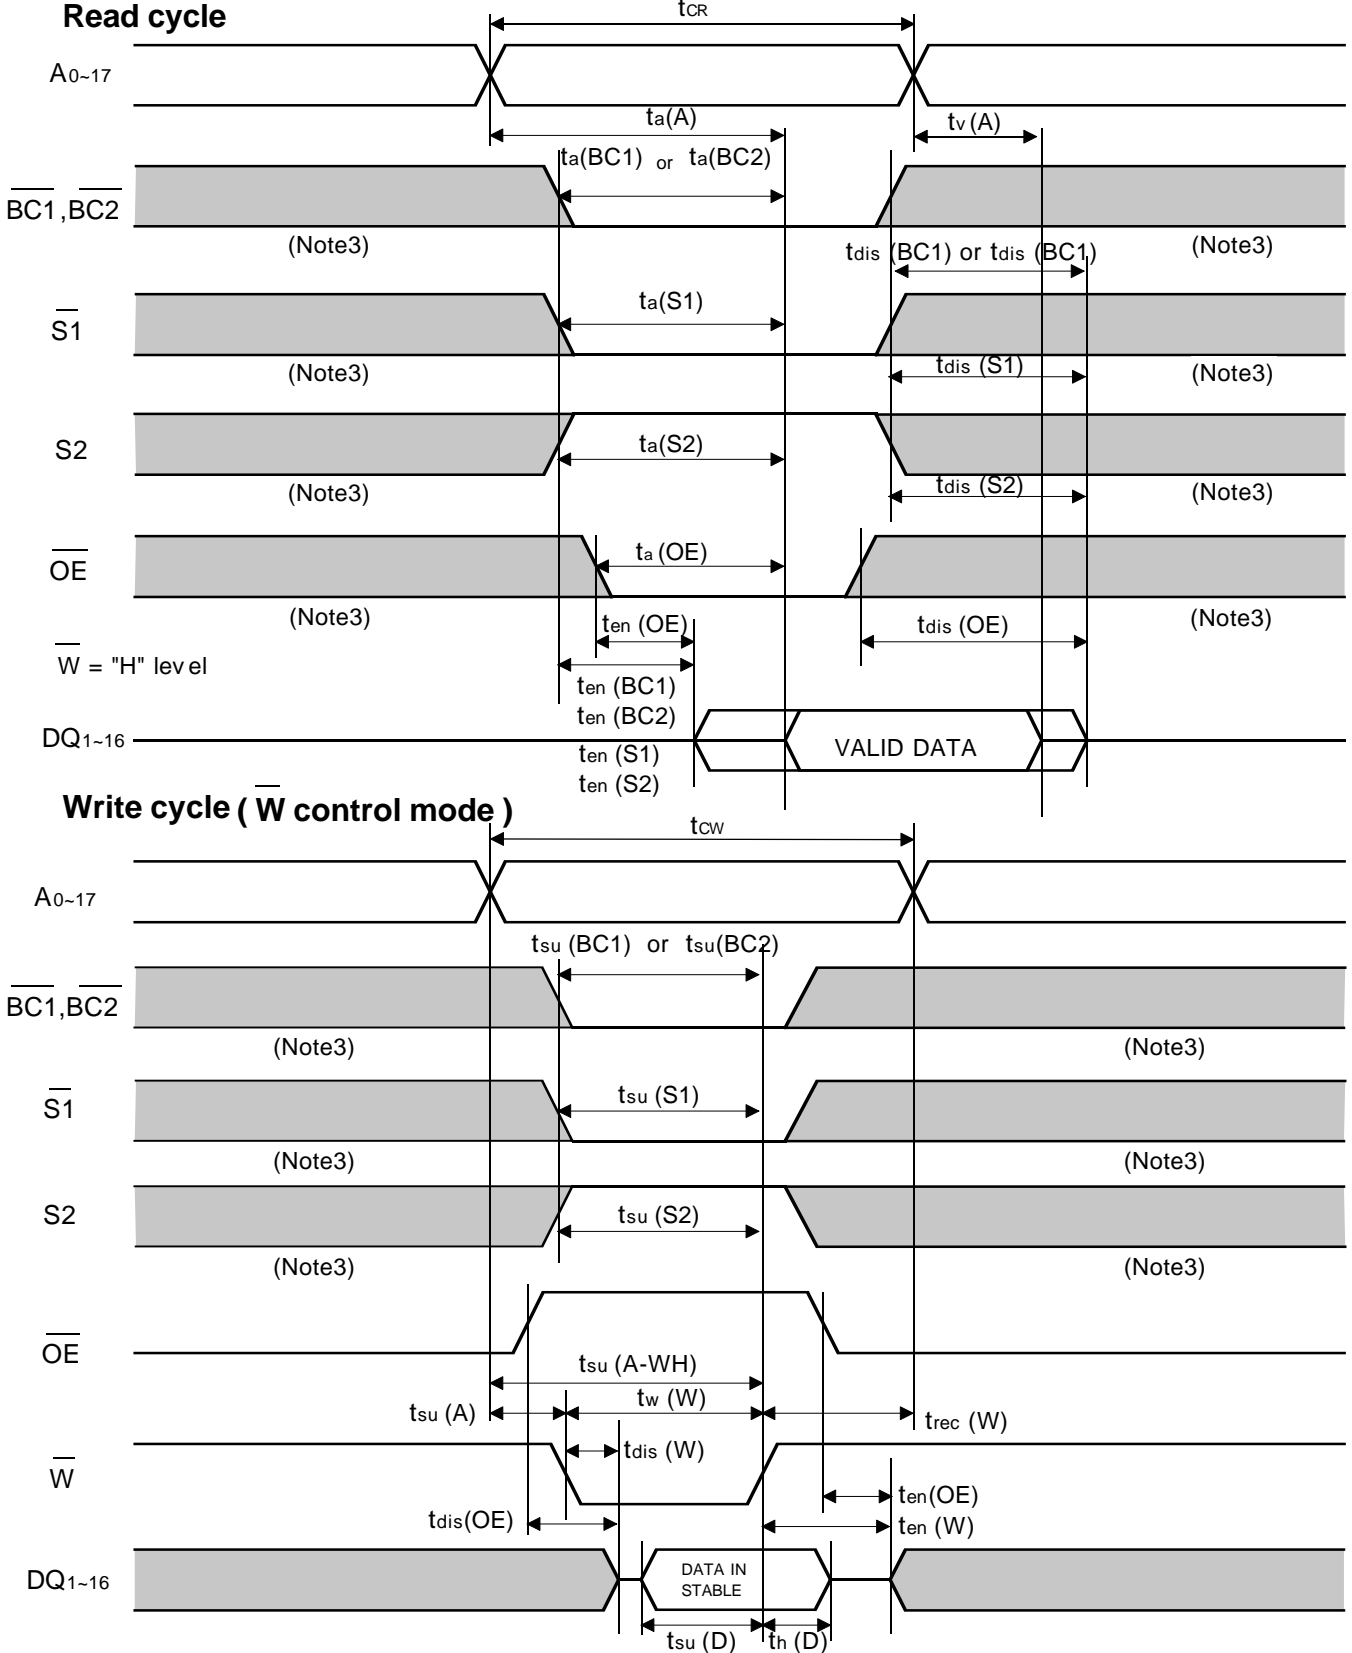 Read cycle
tCR
A0~17
ta(A)
tv (A)
ta(BC1) or ta(BC2)
BC1,BC2
(Note3)
(Note3)
tdis (BC1) or tdis (BC1)
S1
ta(S1)
(Note3)
tdis (S1)
(Note3)
S2
ta(S2)
(Note3)
tdis (S2)
(Note3)
OE
ta (OE)
(Note3)
ten (OE)
tdis (OE)
(Note3)
W = "H" level
ten (BC1)
ten (BC2)
DQ1~16
ten (S1)
ten (S2)
VALID DATA
Write cycle ( W control mode )
tCW
A0~17
tsu (BC1) or tsu(BC2)
BC1,BC2
(Note3)
(Note3)
S1
tsu (S1)
(Note3)
(Note3)
S2
tsu (S2)
(Note3)
(Note3)
OE
tsu (A-WH)
tsu (A)
tw (W)
trec (W)
W
tdis (W)
tdis(OE)
ten(OE)
ten (W)
DQ1~16
DATA IN
STABLE
tsu (D)
th (D)